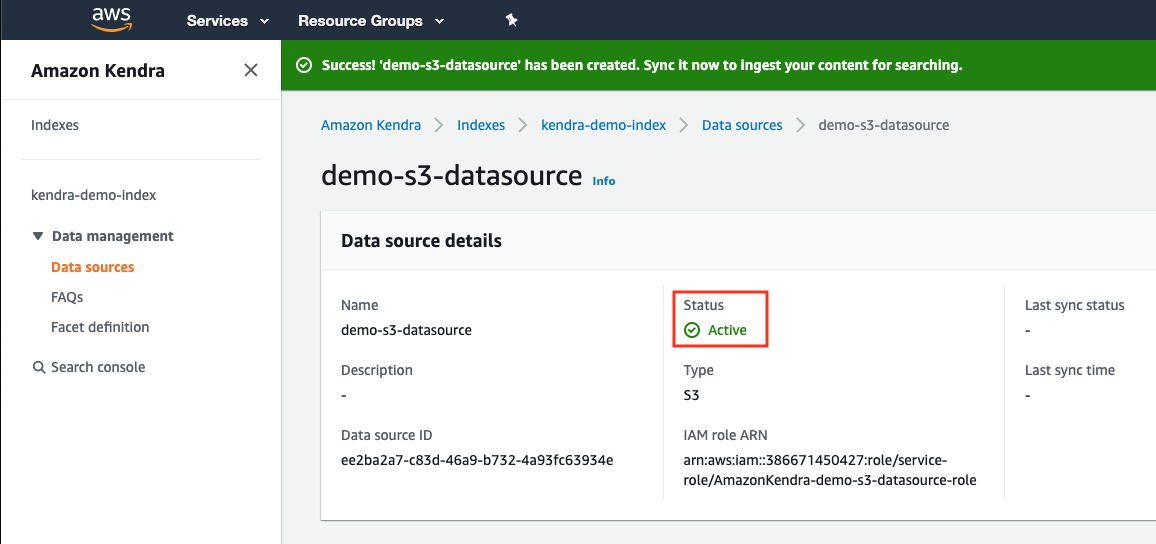 aws Services Resource Groups
Amazon Kendra
Success! 'demo-s3-datasource' has been created. Sync it now to ingest your content for searching.
Indexes
kendra-demo-index
Data management
Data sources
FAQs
Facet definition
Search console
Amazon Kendra Indexes kendra-demo-index Data sources demo-s3-datasource
demo-s3-datasource Info
Data source details
Name
demo-s3-datasource
Description
-
Data source ID
ee2ba2a7-c83d-46a9-b732-4a93fc63934e
Status
Active
Type
S3
IAM role ARN
arn:aws:iam::386671450427:role/service-
role/AmazonKendra-demo-s3-datasource-role
Last sync status
-
Last sync time
-